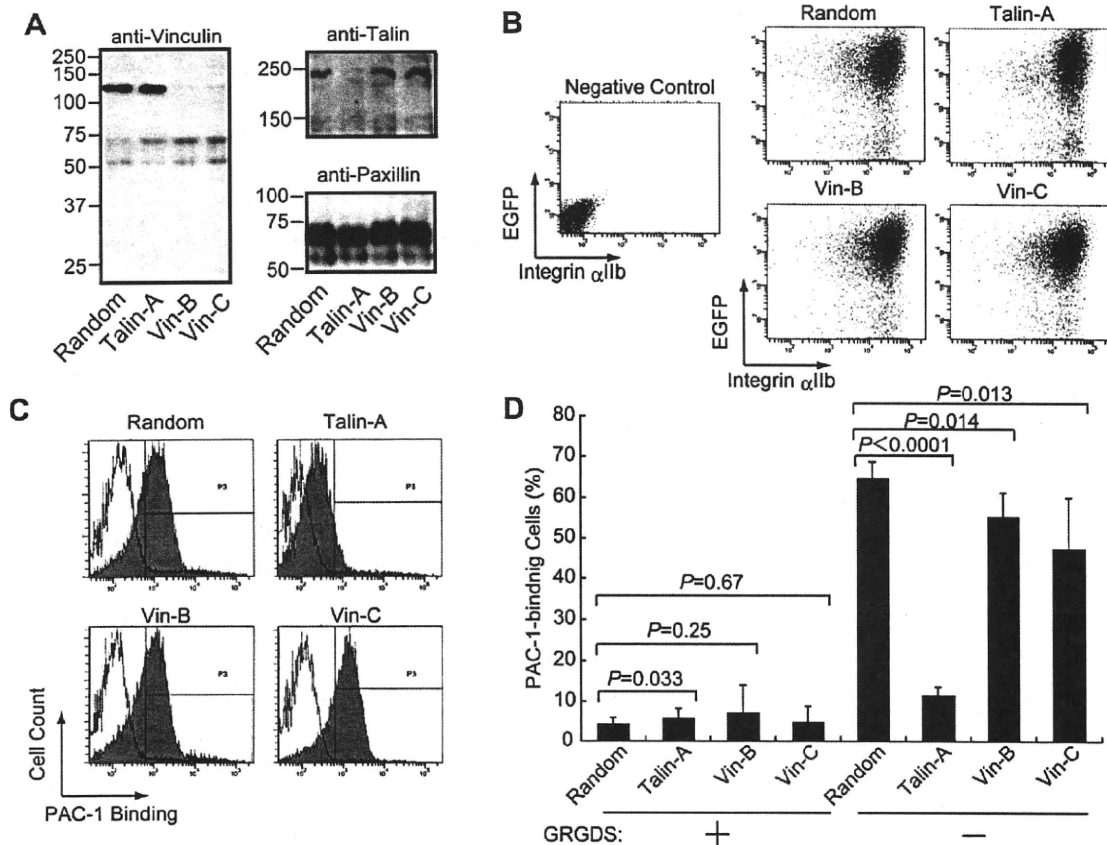 A
anti-Vinculin
250
150
100
75
50
37
25
Random
Talin-A
Vin-B
Vin-C
anti-Talin
250
150
anti-Paxillin
100
75
50
Random
Talin-A
Vin-B
Vin-C
B
Negative Control
EGFP
Integrin αIIb
Random
Talin-A
Vin-B
Vin-C
EGFP
Integrin αIIb
C
Random
Talin-A
P3
Vin-B
Vin-C
P3
P3
Cell Count
PAC-1 Binding
D
PAC-1-bindnig Cells (%)
80
70
60
50
40
30
20
10
0
P=0.67
P=0.25
P=0.033
P=0.013
P=0.014
P<0.0001
Random
Talin-A
Vin-B
Vin-C
Random
Talin-A
Vin-B
Vin-C
GRGDS:
+
−